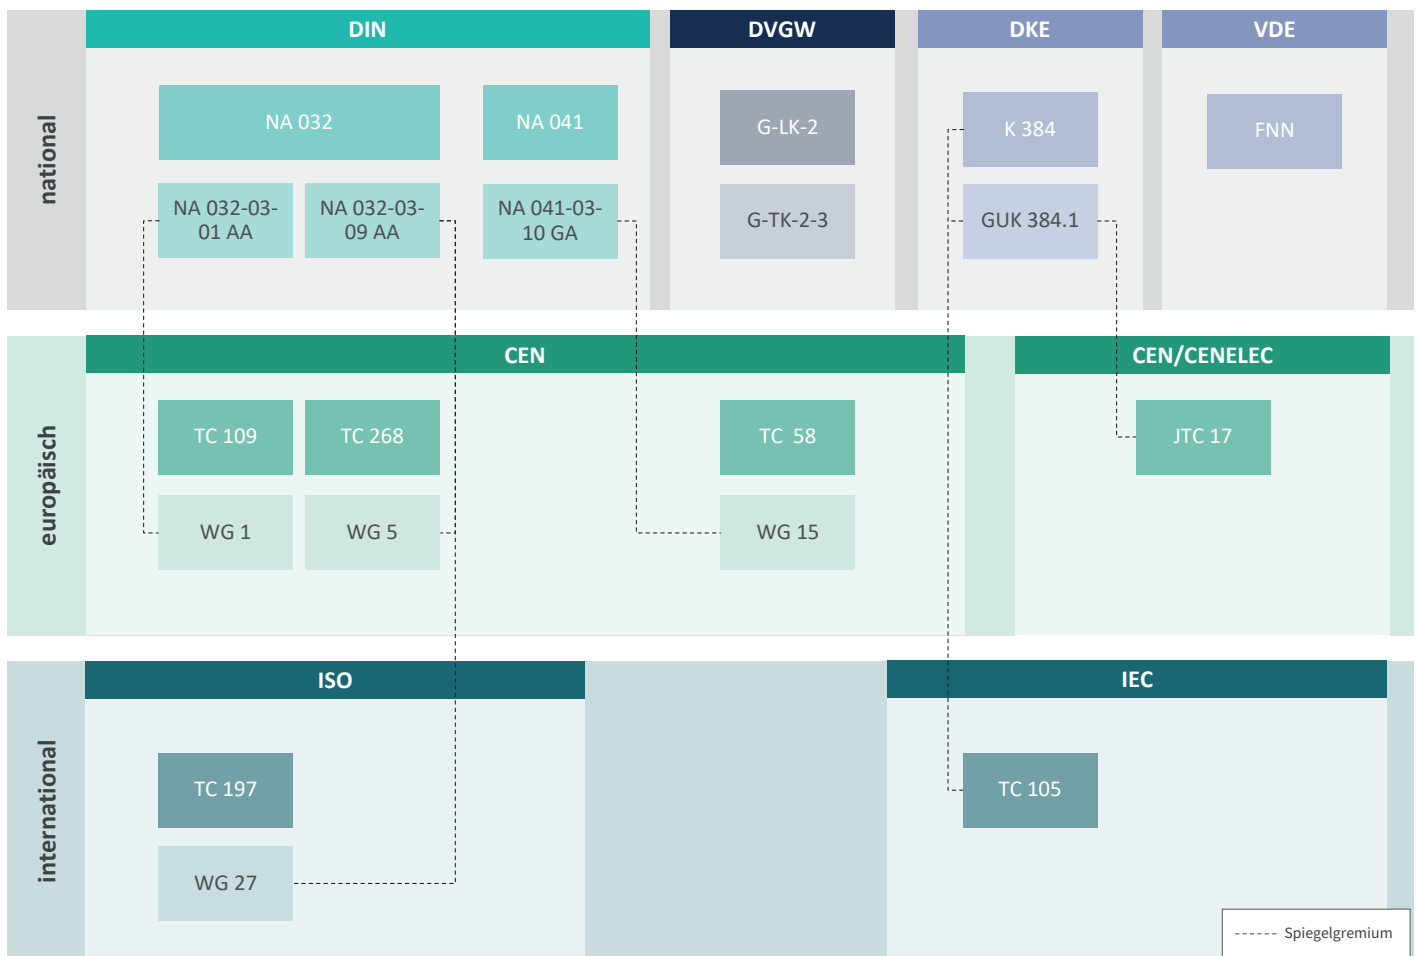 national
DIN
DVGW
DKE
VDE
NA 032
NA 041
G-LK-2
K 384
FNN
NA 032-03-
01 AA
NA 032-03-
09 AA
NA 041-03-
10 GA
G-TK-2-3
GUK 384.1
europäisch
CEN
CEN/CENELEC
TC 109
TC 268
TC  58
JTC 17
WG 1
WG 5
WG 15
international
ISO
IEC
TC 197
TC 105
WG 27
Spiegelgremium